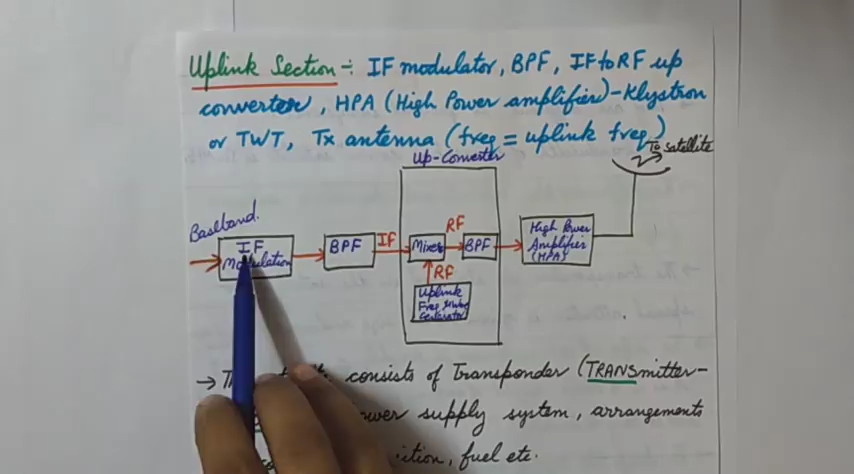 Uplink Section :- IF modulator, BPF, IF to RF up
converter, HPA (High Power amplifier) - Klystron
or TWT, Tx antenna (freq = uplink freq)
To satellite
Up-Converter
Baseband.
IF
Modulation
BPF
IF
Mixer
RF
BPF
High Power
Amplifier
(HPA)
RF
Uplink
Freq
Generator
→ consists of Transponder (TRANSmitter-
supply system, arrangements
fuel etc.